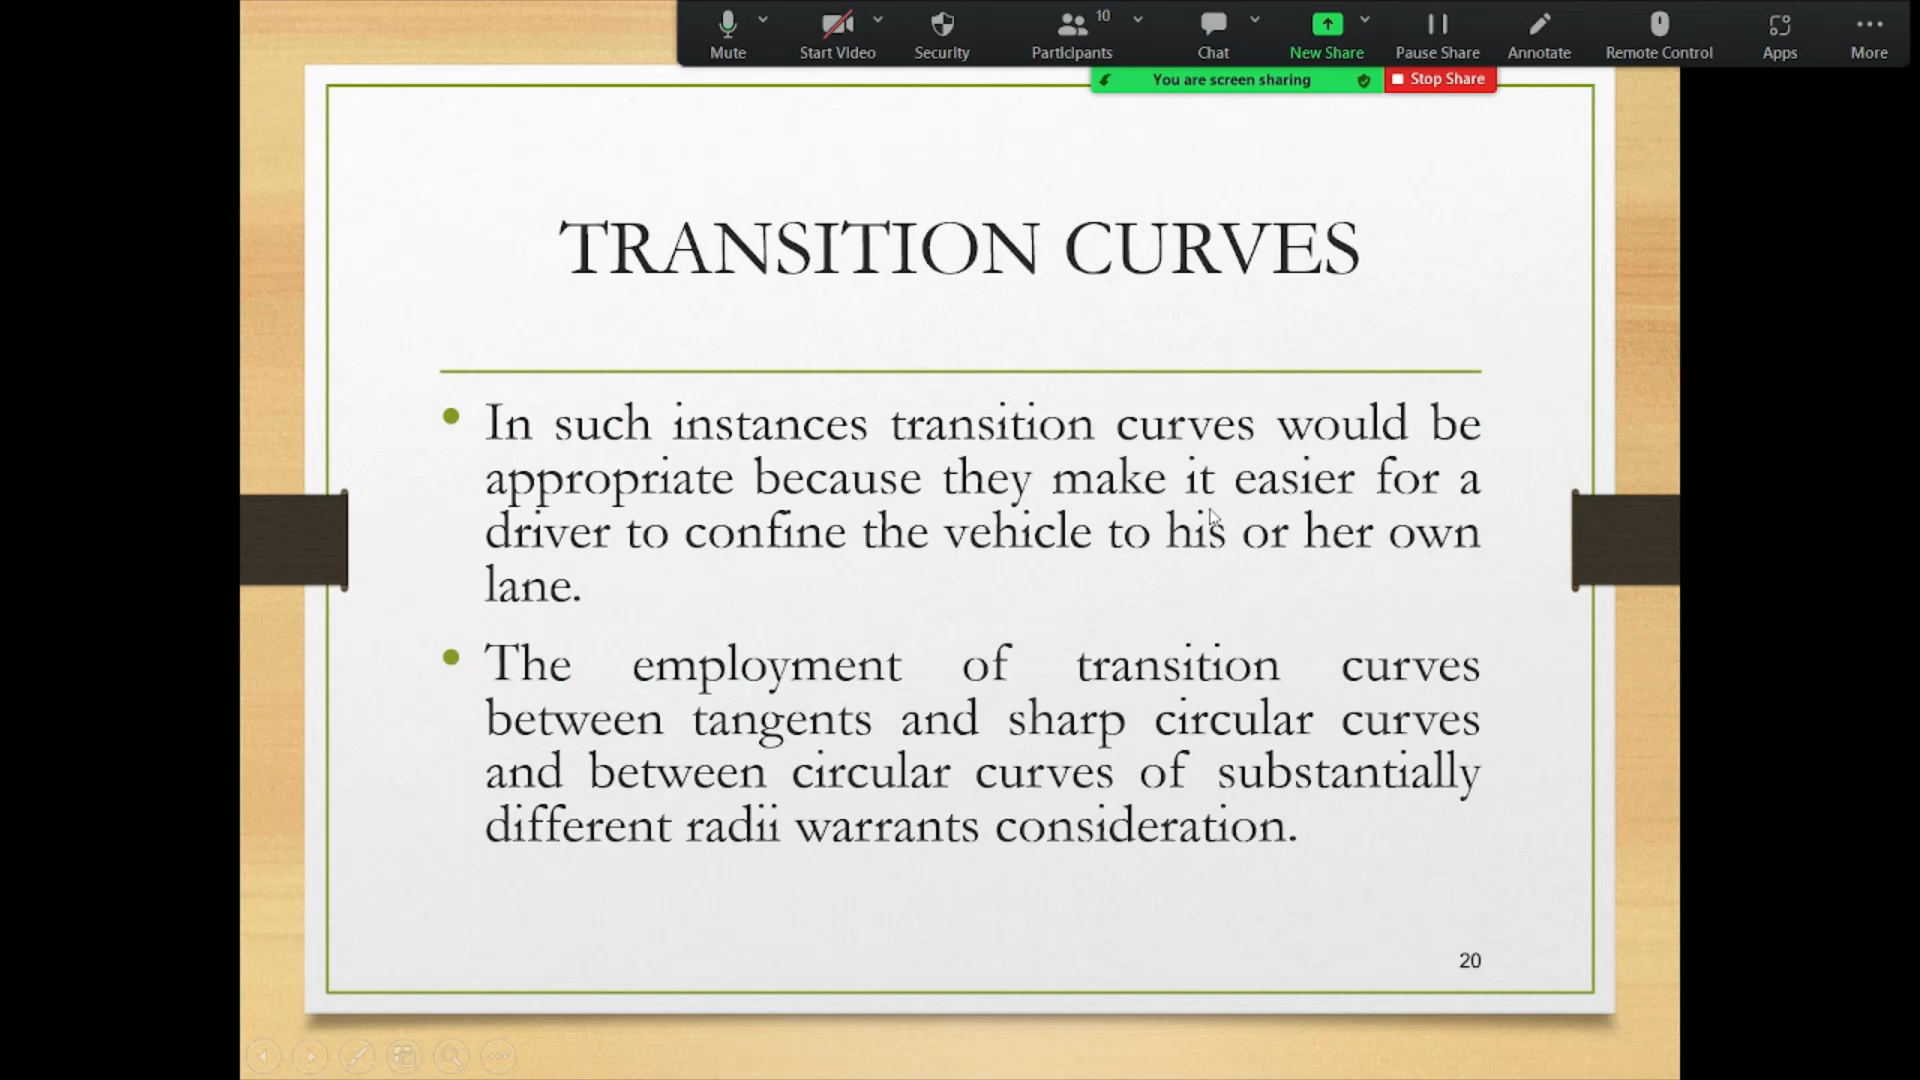 Mute
Start Video
Security
Participants
10
Chat
New Share
Pause Share
Annotate
Remote Control
Apps
More
You are screen sharing
Stop Share
TRANSITION CURVES
In such instances transition curves would be
appropriate because they make it easier for a
driver to confine the vehicle to his or her own
lane.
The employment of transition curves
between tangents and sharp circular curves
and between circular curves of substantially
different radii warrants consideration.
20